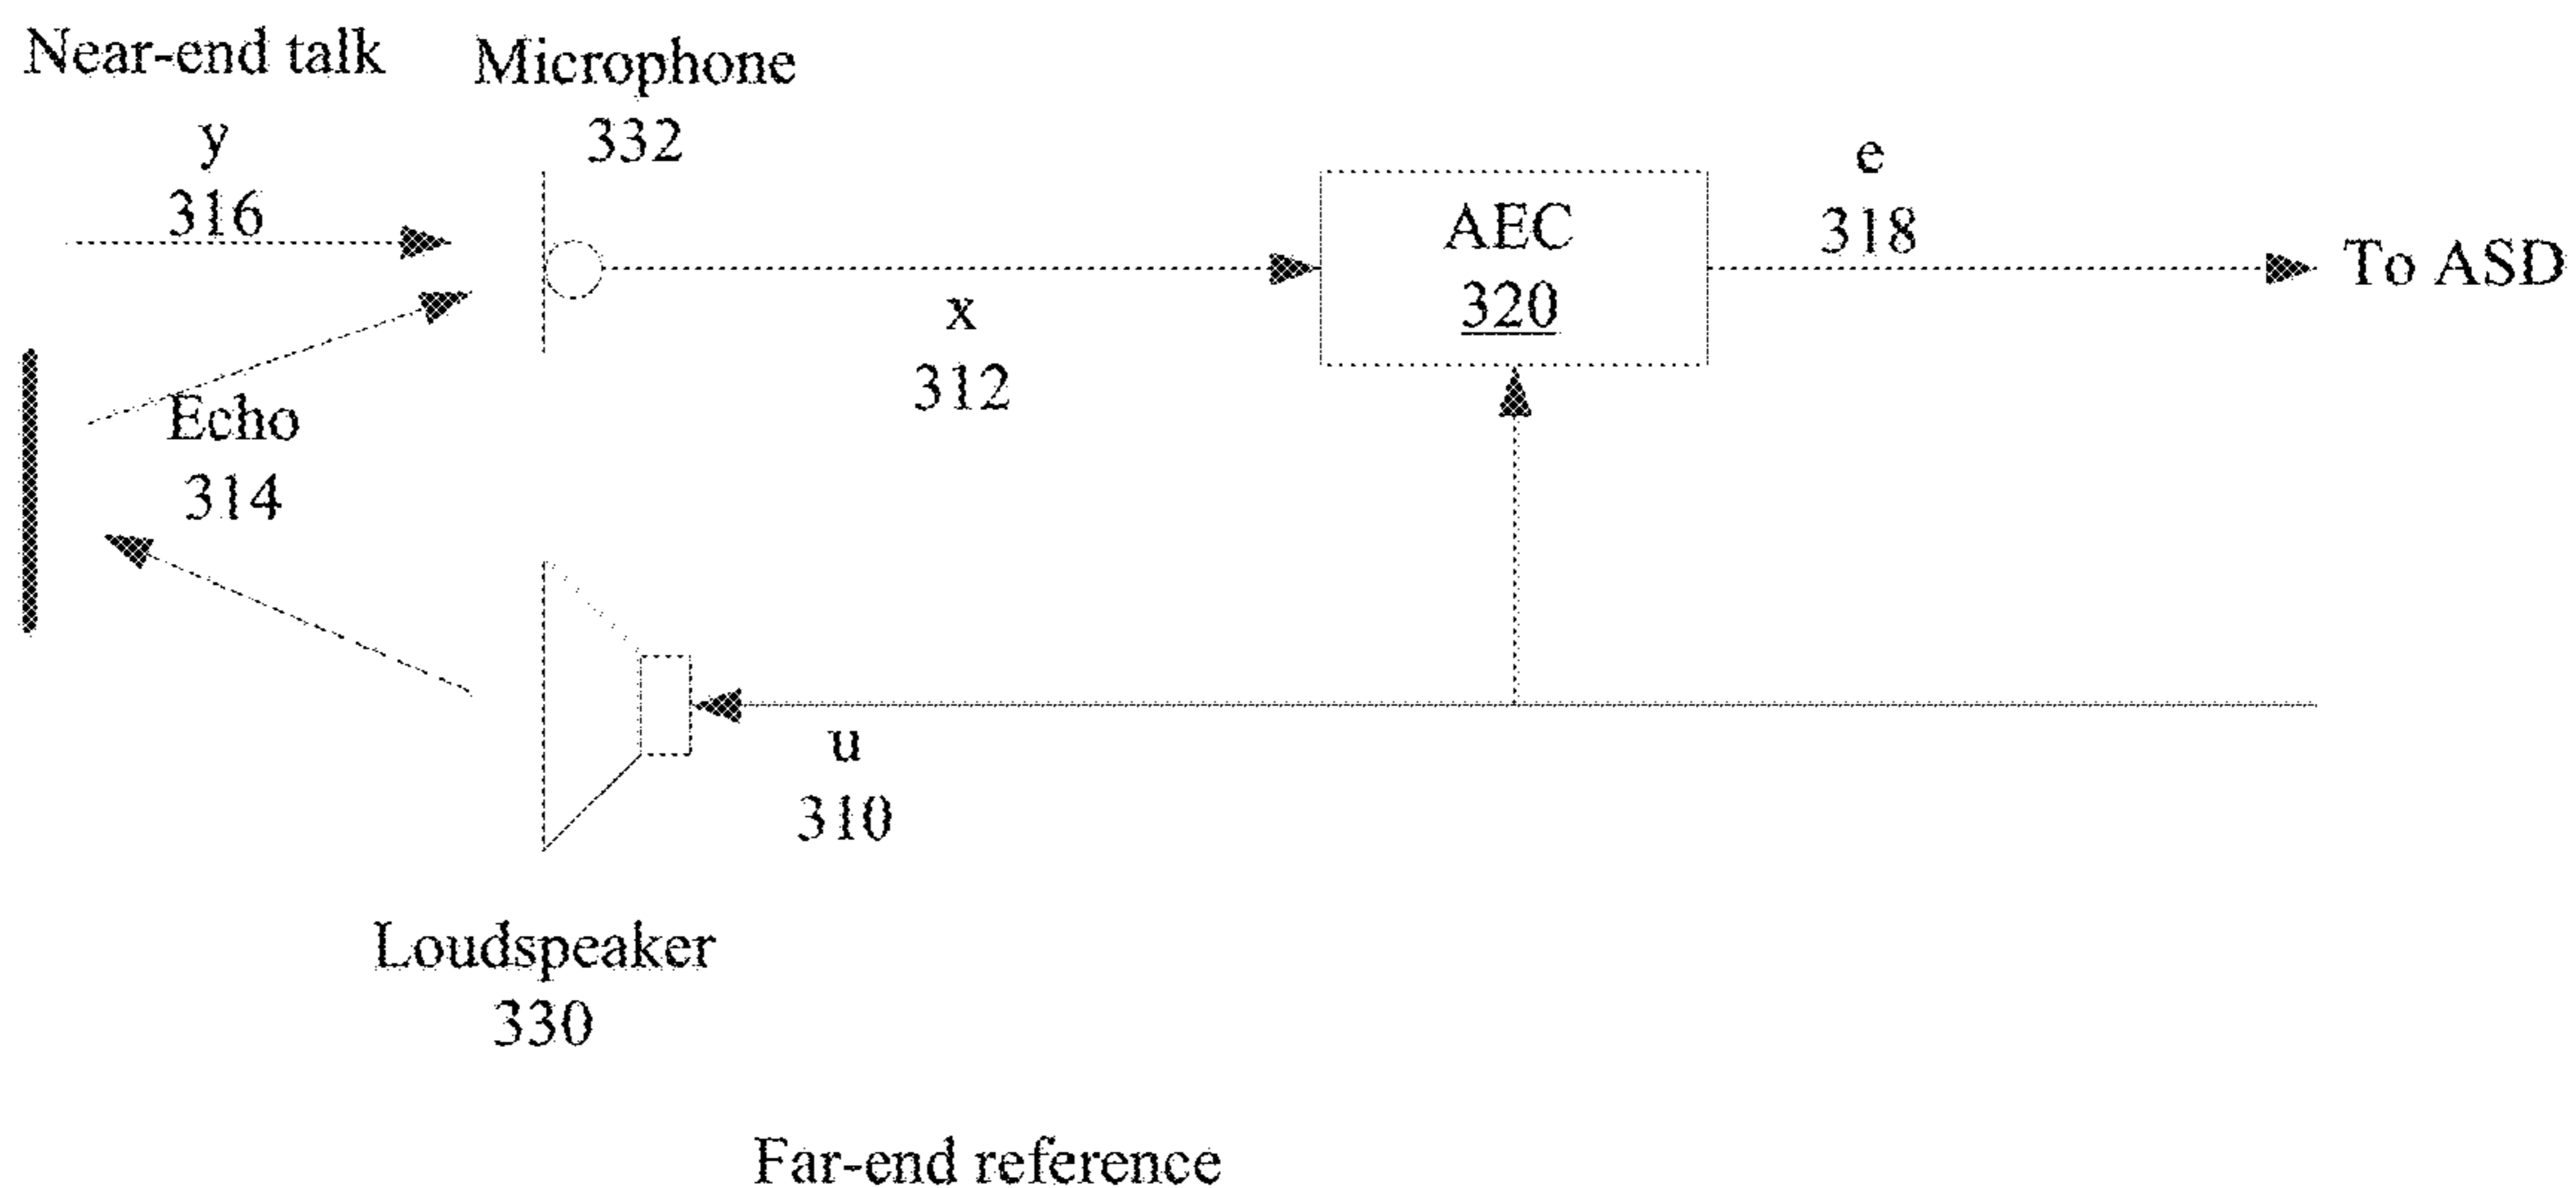 Near-end talk
y
316
Microphone
332
AEC
320
e
318
To ASD
x
312
Echo
314
u
310
Loudspeaker
330
Far-end reference